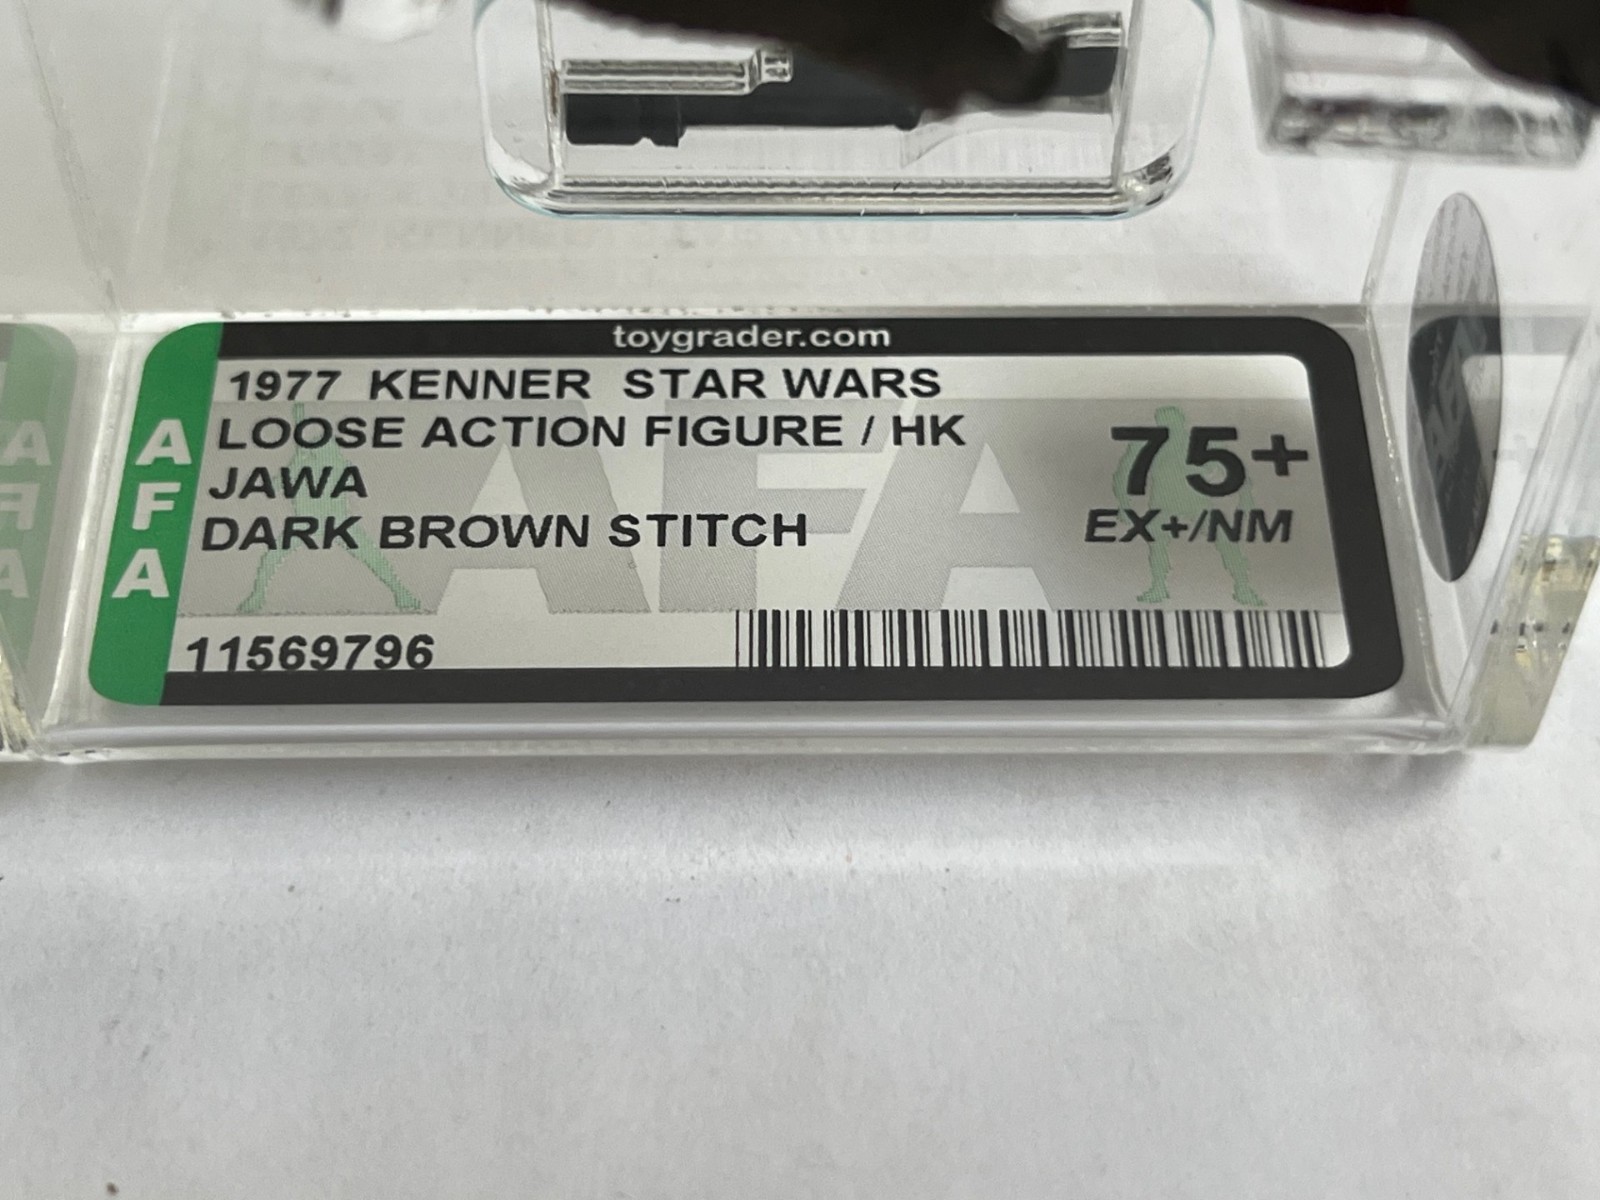 toygrader.com
1977 KENNER STAR WARS
LOOSE ACTION FIGURE / HK
JAWA
DARK BROWN STITCH
75+
EX+/NM
AFA
AFA
11569796